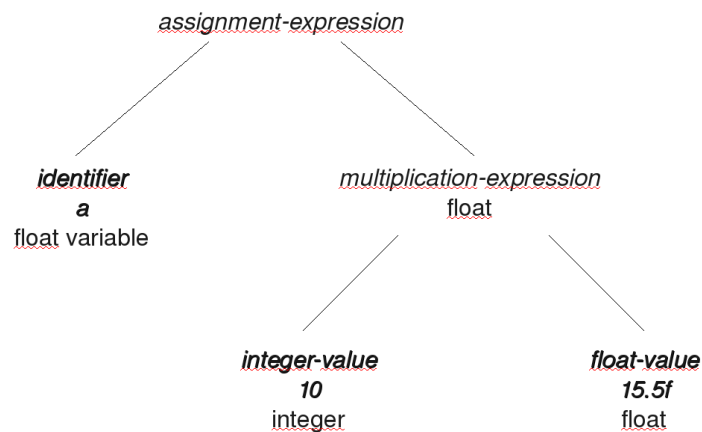 assignment-expression
identifier
a
float variable
multiplication-expression
float
integer-value
10
integer
float-value
15.5f
float